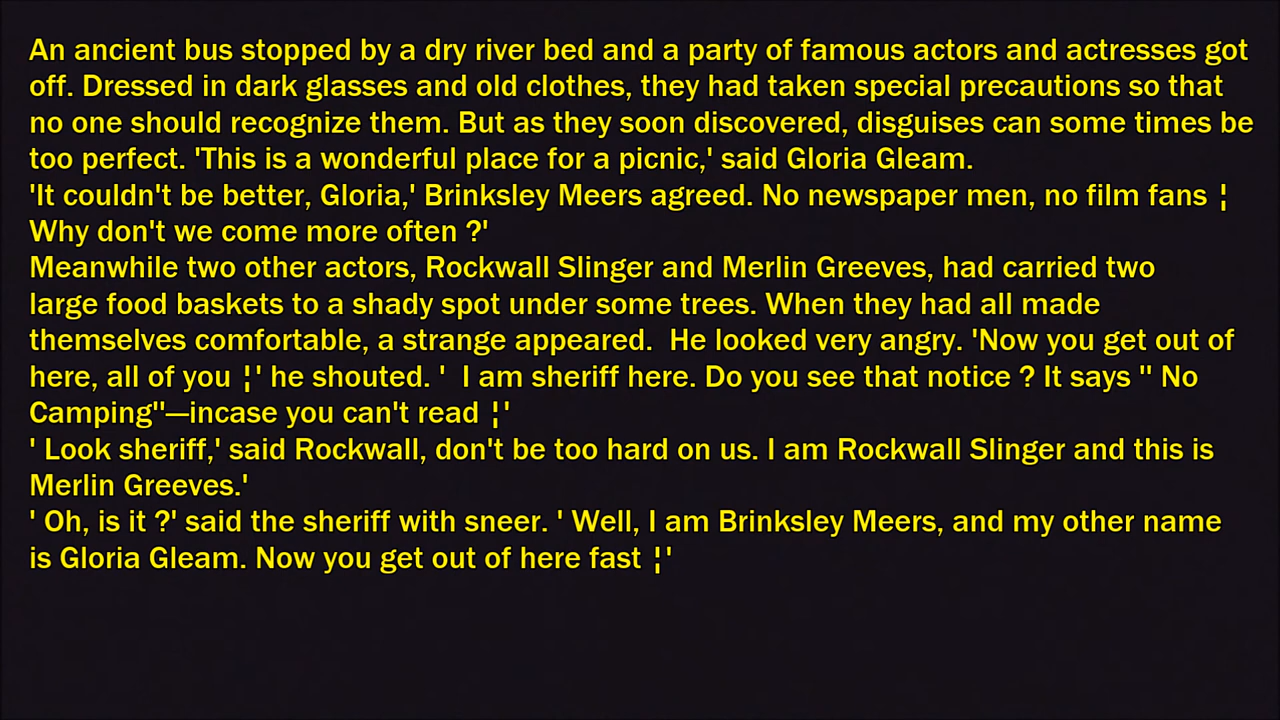 An ancient bus stopped by a dry river bed and a party of famous actors and actresses got
off. Dressed in dark glasses and old clothes, they had taken special precautions so that
no one should recognize them. But as they soon discovered, disguises can some times be
too perfect. 'This is a wonderful place for a picnic,' said Gloria Gleam.
'It couldn't be better, Gloria,' Brinksley Meers agreed. No newspaper men, no film fans ¦
Why don't we come more often ?'
Meanwhile two other actors, Rockwall Slinger and Merlin Greeves, had carried two
large food baskets to a shady spot under some trees. When they had all made
themselves comfortable, a strange appeared.  He looked very angry. 'Now you get out of
here, all of you ¦' he shouted. '  I am sheriff here. Do you see that notice ? It says " No
Camping"—incase you can't read ¦'
' Look sheriff,' said Rockwall, don't be too hard on us. I am Rockwall Slinger and this is
Merlin Greeves.'
' Oh, is it ?' said the sheriff with sneer. ' Well, I am Brinksley Meers, and my other name
is Gloria Gleam. Now you get out of here fast ¦'